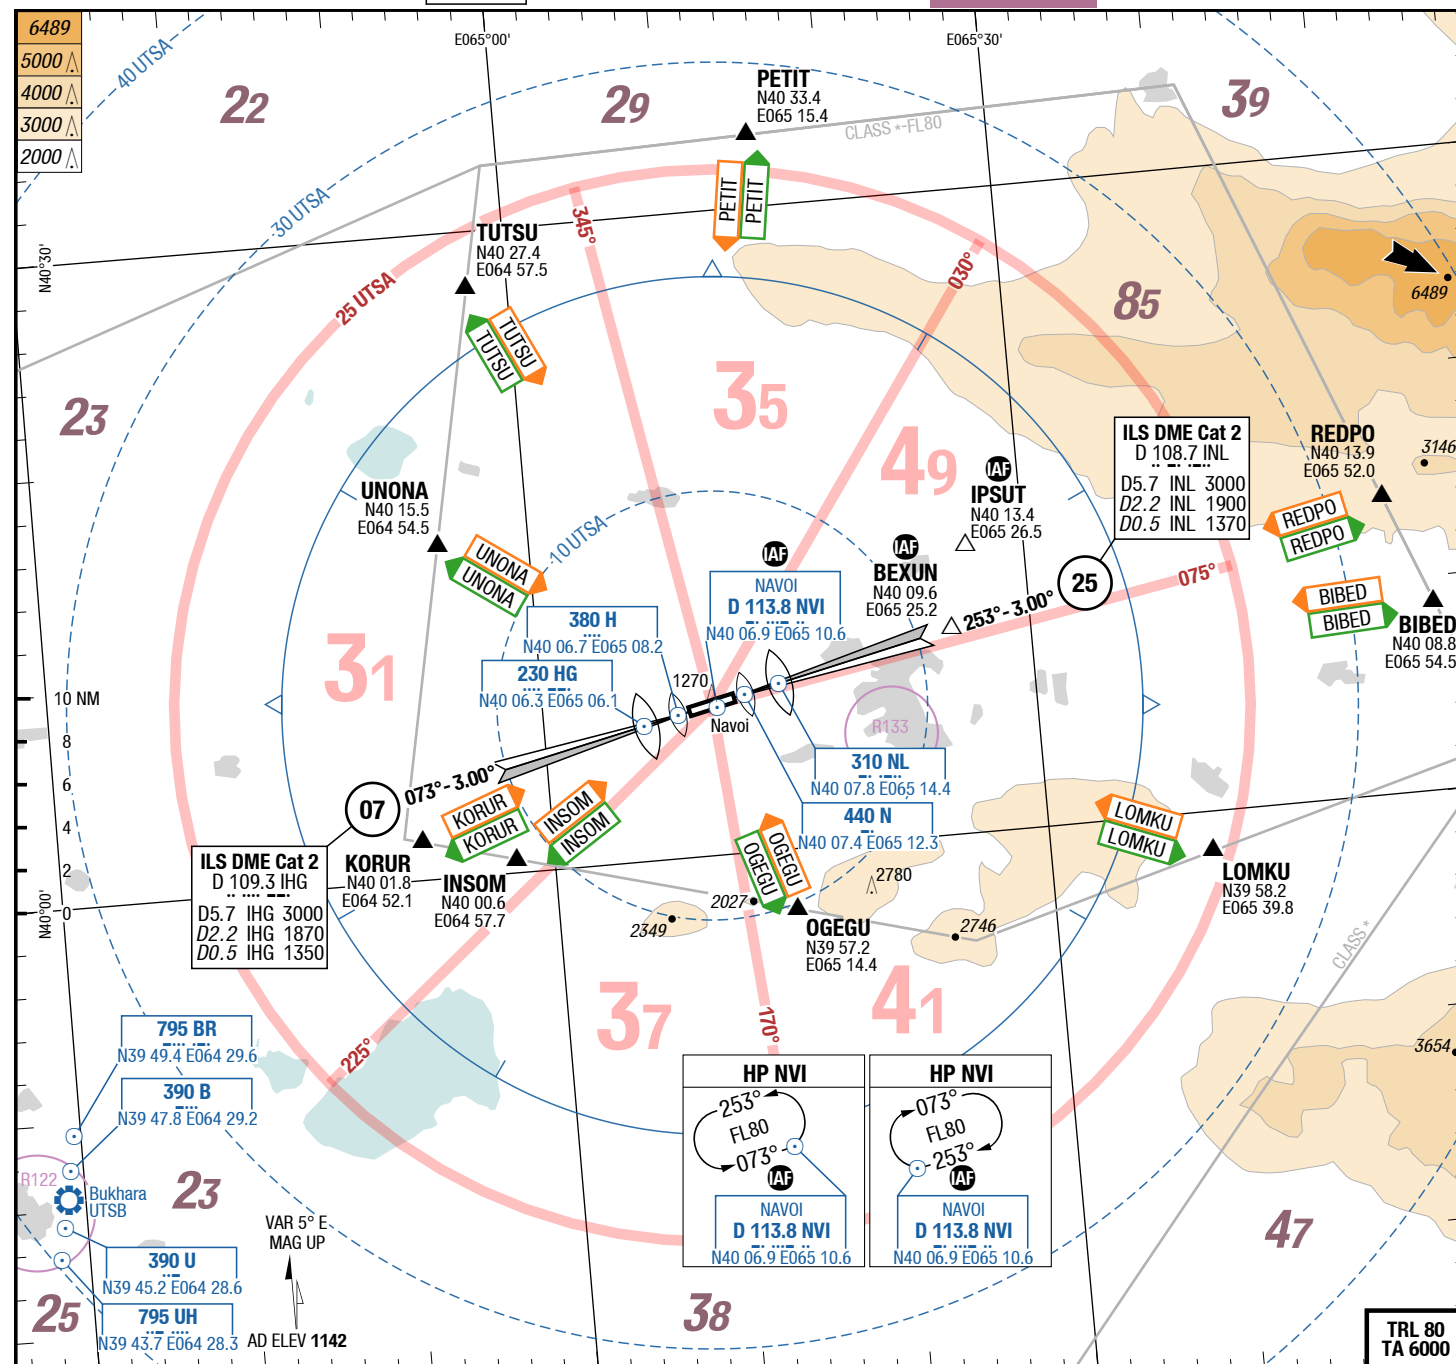 6489
5000
4000
3000
2000
E065°00'
E065°30'
40 UTSA
30 UTSA
25 UTSA
10 UTSA
22
29
39
PETIT
N40 33.4
E065 15.4
CLASS *-FL80
PETIT
PETIT
345°
030°
TUTSU
N40 27.4
E064 57.5
TUTSU
TUTSU
N40°30'
85
6489
23
35
49
IAF
IPSUT
N40 13.4
E065 26.5
ILS DME Cat 2
D 108.7 INL
D5.7 INL 3000
D2.2 INL 1900
D0.5 INL 1370
REDPO
N40 13.9
E065 52.0
3146
REDPO
REDPO
UNONA
N40 15.5
E064 54.5
UNONA
UNONA
IAF
NAVOI
D 113.8 NVI
N40 06.9 E065 10.6
IAF
BEXUN
N40 09.6
E065 25.2
25
253°- 3.00°
075°
BIBED
BIBED
BIBED
N40 08.8
E065 54.5
380 H
N40 06.7 E065 08.2
230 HG
N40 06.3 E065 06.1
31
1270
Navoi
R133
10 NM
8
6
4
2
0
310 NL
N40 07.8 E065 14.4
440 N
N40 07.4 E065 12.3
07
073°- 3.00°
KORUR
KORUR
INSOM
INSOM
OGEGU
OGEGU
LOMKU
LOMKU
ILS DME Cat 2
D 109.3 IHG
D5.7 IHG 3000
D2.2 IHG 1870
D0.5 IHG 1350
KORUR
N40 01.8
E064 52.1
INSOM
N40 00.6
E064 57.7
2780
2027
2349
2746
OGEGU
N39 57.2
E065 14.4
LOMKU
N39 58.2
E065 39.8
N40°00'
CLASS *
37
41
170°
225°
3654
795 BR
N39 49.4 E064 29.6
390 B
N39 47.8 E064 29.2
R122
Bukhara
UTSB
23
390 U
N39 45.2 E064 28.6
795 UH
N39 43.7 E064 28.3
25
VAR 5° E
MAG UP
AD ELEV 1142
HP NVI
253°
FL80
073°
IAF
NAVOI
D 113.8 NVI
N40 06.9 E065 10.6
HP NVI
073°
FL80
253°
IAF
NAVOI
D 113.8 NVI
N40 06.9 E065 10.6
38
47
TRL 80
TA 6000